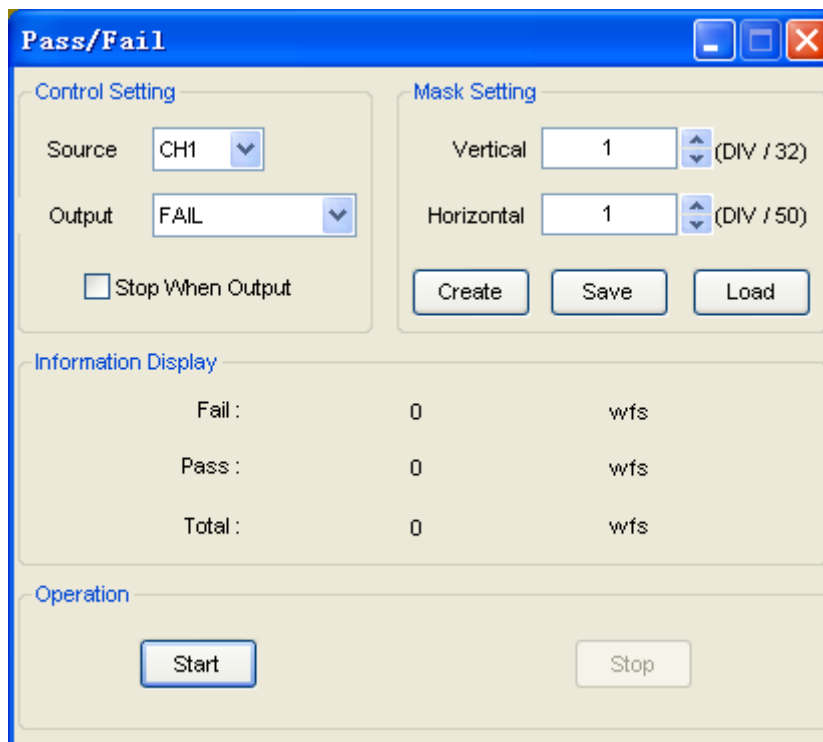 Pass/Fail
Control Setting
Source CH1
Output FAIL
Stop When Output
Mask Setting
Vertical 1 (DIV / 32)
Horizontal 1 (DIV / 50)
Create Save Load
Information Display
Fail : 0 wfs
Pass : 0 wfs
Total : 0 wfs
Operation
Start Stop